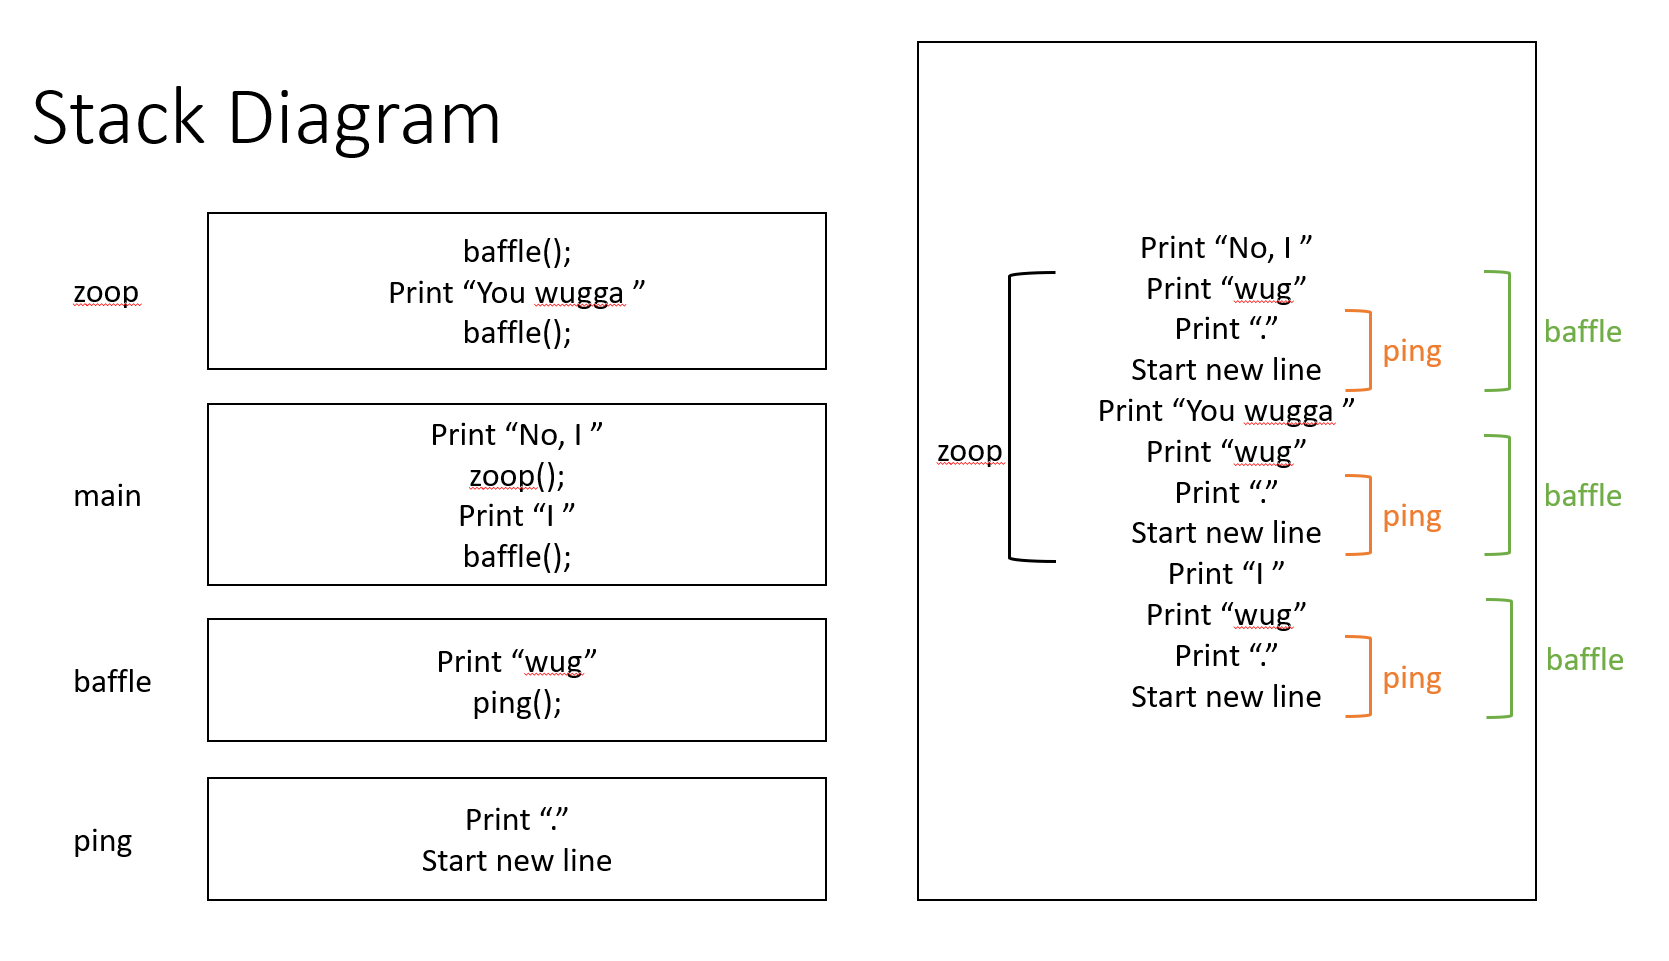 Stack Diagram
zoop
baffle();
Print “You wugga ”
baffle();
main
Print “No, I ”
zoop();
Print “I ”
baffle();
baffle
Print “wug”
ping();
ping
Print “.”
Start new line
Print “No, I ”
Print “wug”
Print “.”
Start new line
Print “You wugga ”
Print “wug”
Print “.”
Start new line
Print “I ”
Print “wug”
Print “.”
Start new line
zoop
ping
ping
ping
baffle
baffle
baffle